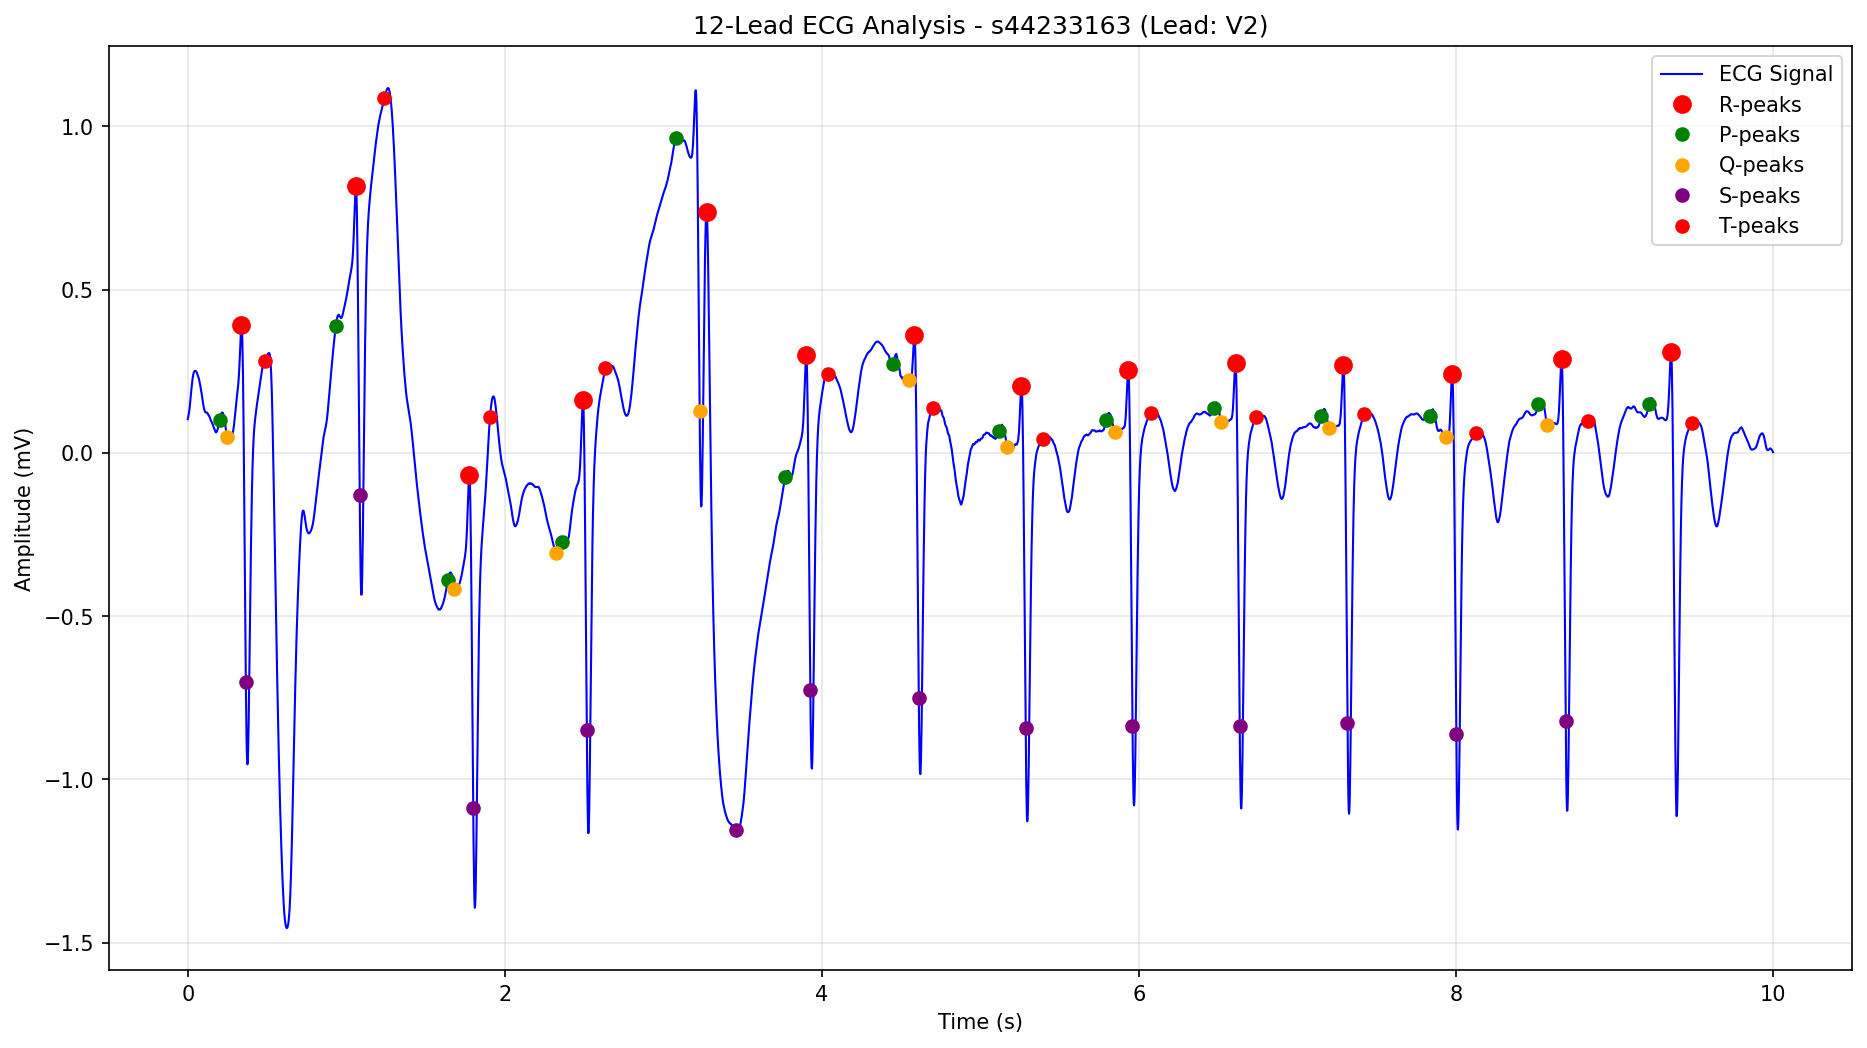 12-Lead ECG Analysis - s44233163 (Lead: V2)
ECG Signal
R-peaks
P-peaks
Q-peaks
S-peaks
T-peaks
Amplitude (mV)
1.0
0.5
0.0
−0.5
−1.0
−1.5
0 2 4 6 8 10
Time (s)